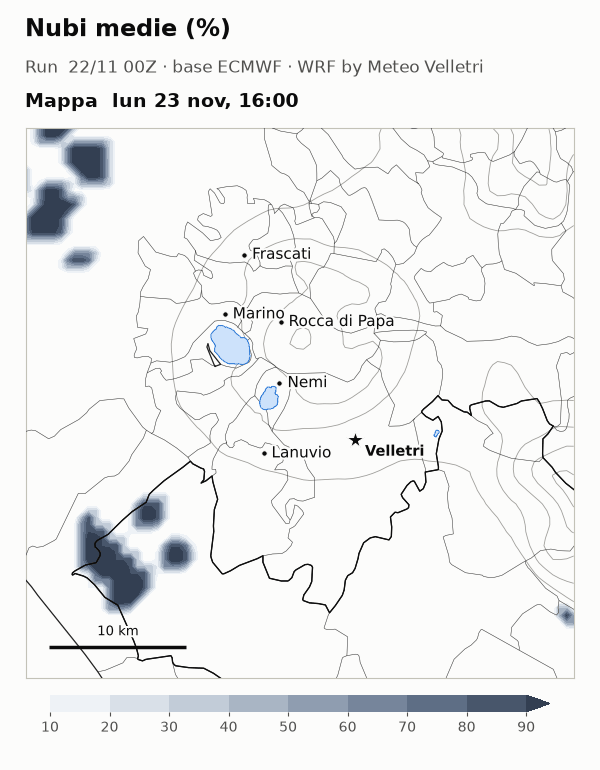 Nubi medie (%)
Run  22/11 00Z · base ECMWF · WRF by Meteo Velletri
Mappa  lun 23 nov, 16:00
Frascati
Marino
Rocca di Papa
Nemi
Lanuvio
Velletri
10 km
10 20 30 40 50 60 70 80 90